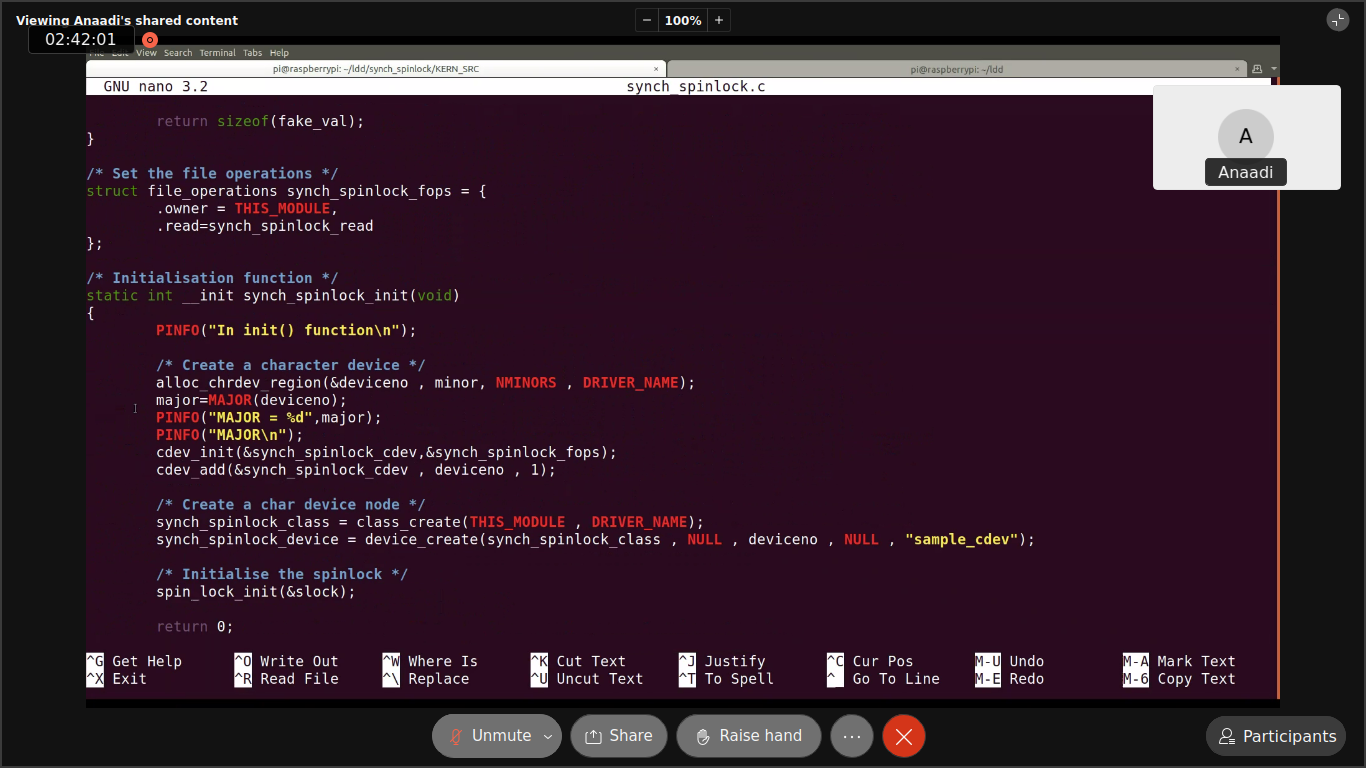 Viewing Anaadi's shared content
− 100% +
02:42:01
View Search Terminal Tabs Help
pi@raspberrypi: ~/ldd/synch_spinlock/KERN_SRC ×
pi@raspberrypi: ~/ldd ×
GNU nano 3.2 synch_spinlock.c
return sizeof(fake_val);
}
/* Set the file operations */
struct file_operations synch_spinlock_fops = {
.owner = THIS_MODULE,
.read=synch_spinlock_read
};
/* Initialisation function */
static int __init synch_spinlock_init(void)
{
PINFO("In init() function\n");
/* Create a character device */
alloc_chrdev_region(&deviceno , minor, NMINORS , DRIVER_NAME);
major=MAJOR(deviceno);
PINFO("MAJOR = %d",major);
PINFO("MAJOR\n");
cdev_init(&synch_spinlock_cdev,&synch_spinlock_fops);
cdev_add(&synch_spinlock_cdev , deviceno , 1);
/* Create a char device node */
synch_spinlock_class = class_create(THIS_MODULE , DRIVER_NAME);
synch_spinlock_device = device_create(synch_spinlock_class , NULL , deviceno , NULL , "sample_cdev");
/* Initialise the spinlock */
spin_lock_init(&slock);
return 0;
^G Get Help ^O Write Out ^W Where Is ^K Cut Text ^J Justify ^C Cur Pos M-U Undo M-A Mark Text
^X Exit ^R Read File ^\ Replace ^U Uncut Text ^T To Spell ^_ Go To Line M-E Redo M-6 Copy Text
A
Anaadi
Unmute
Share
Raise hand
...
Participants